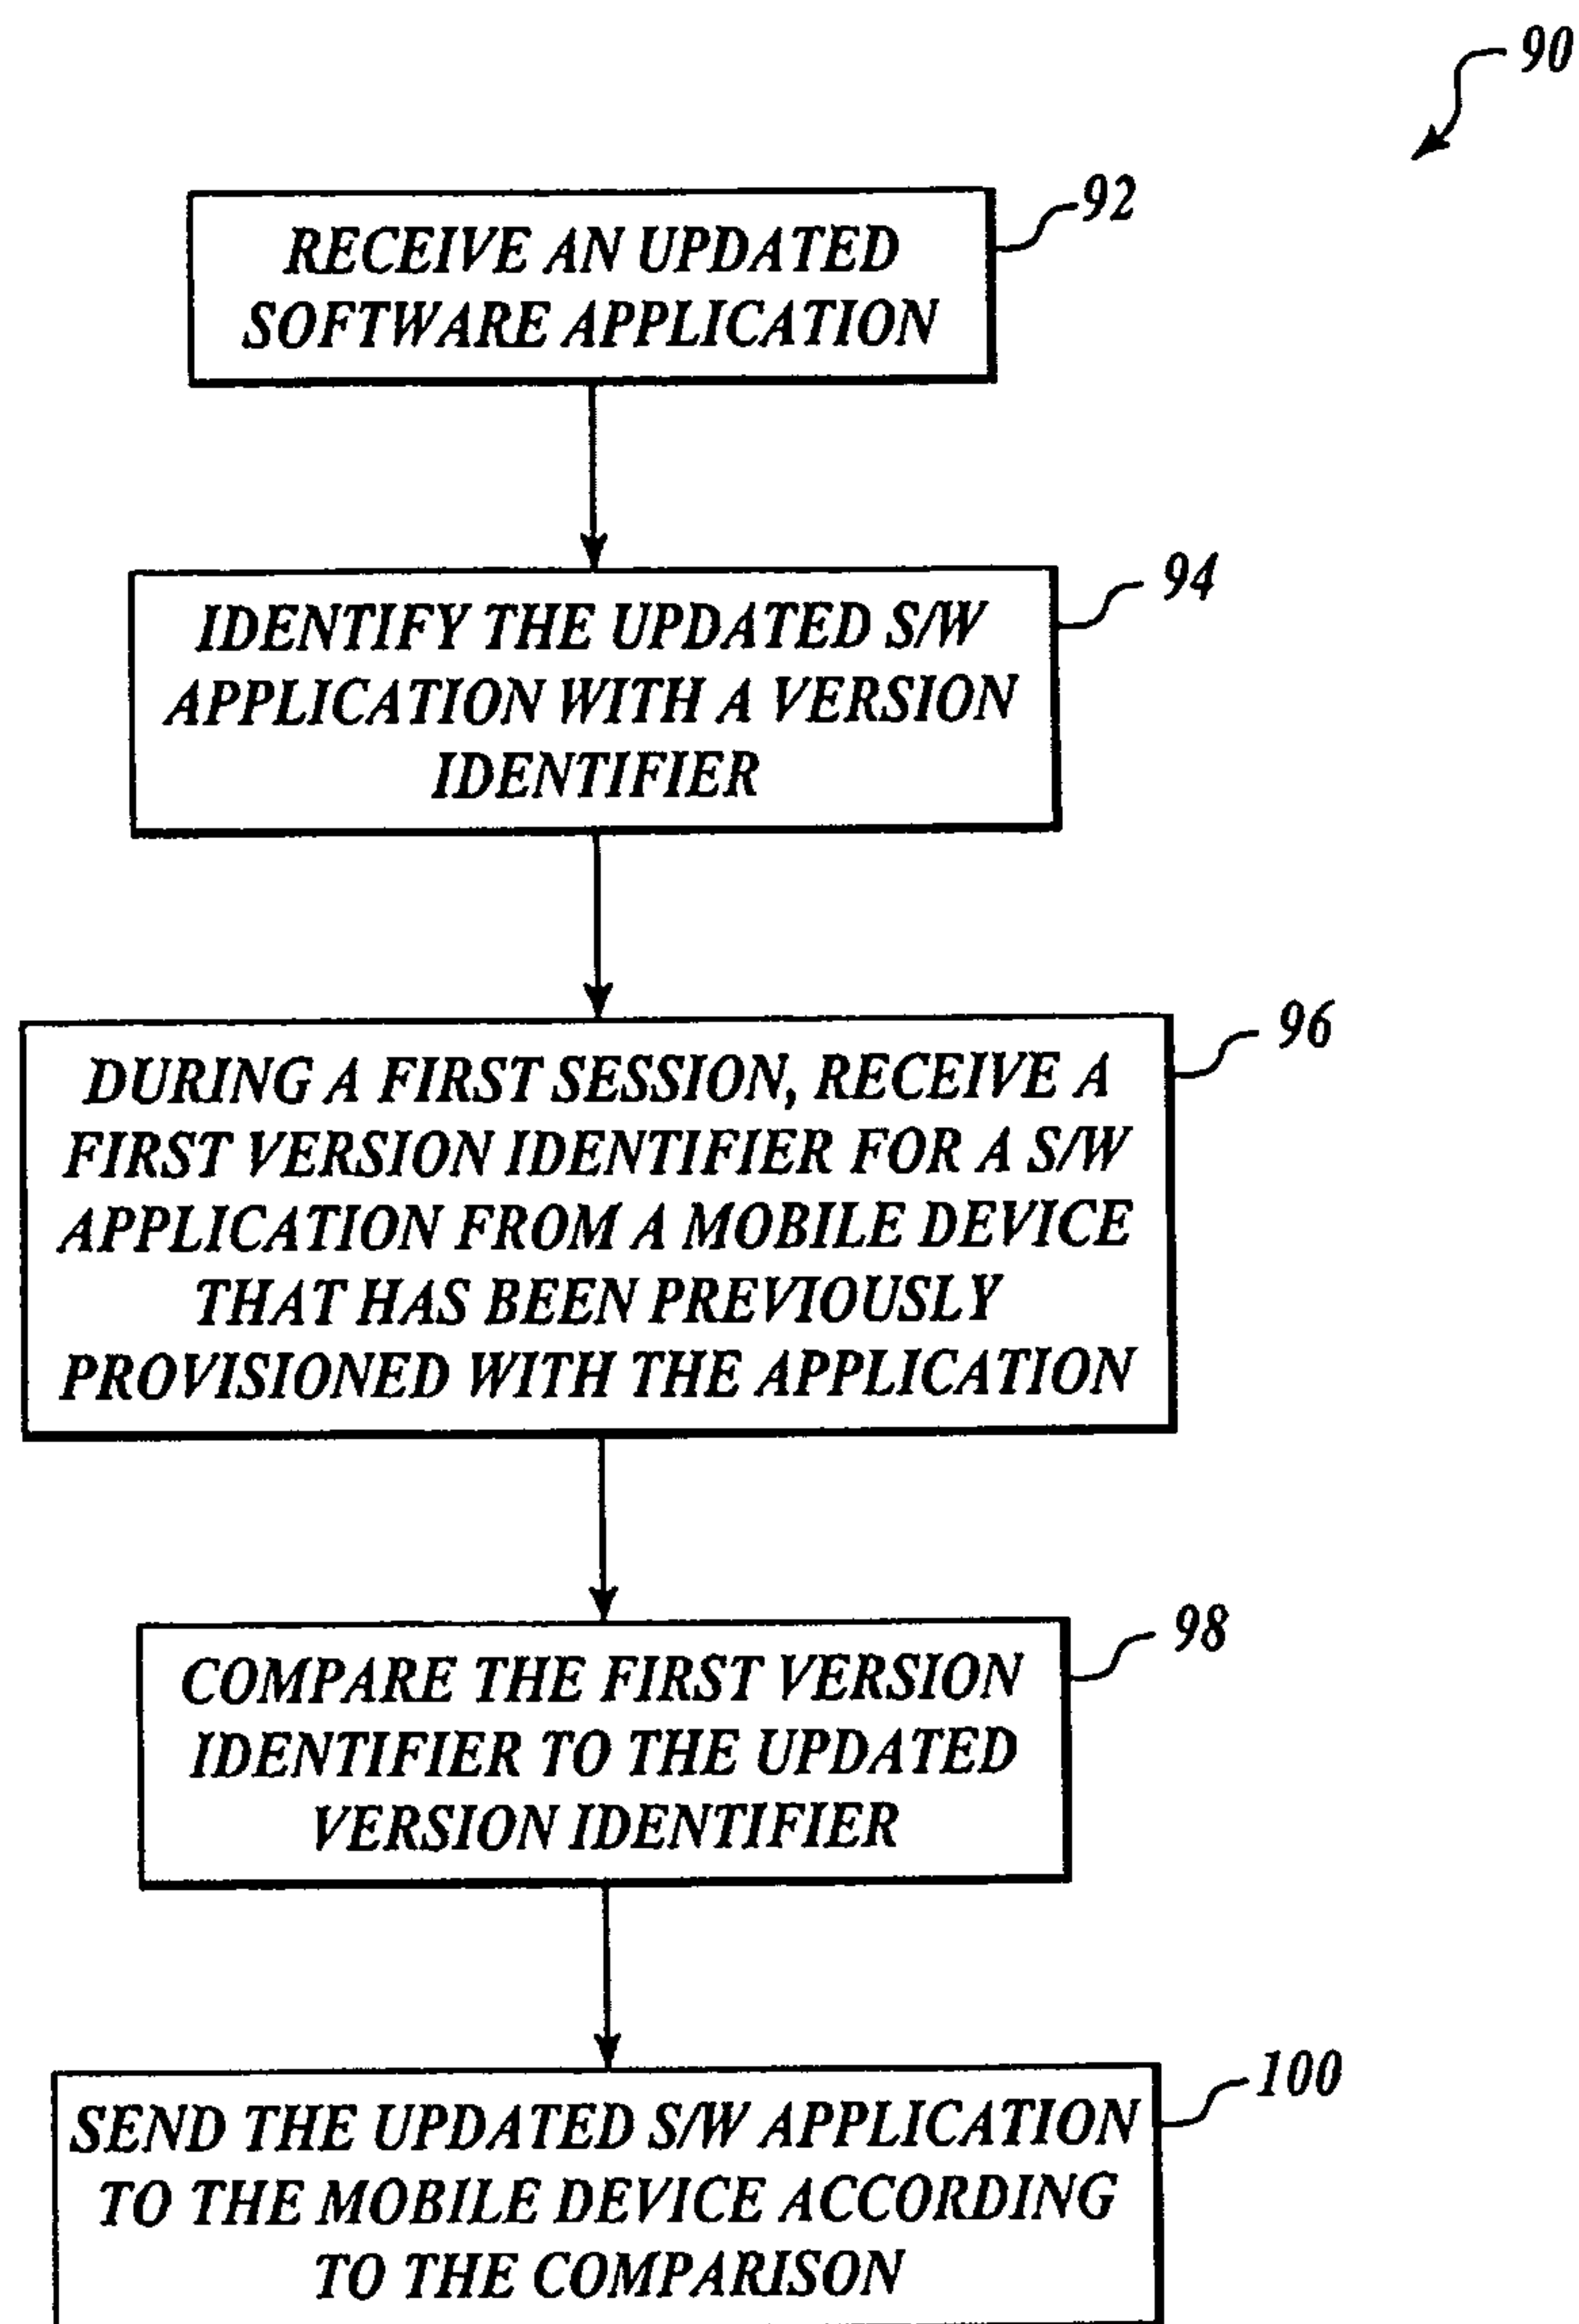 90
92
RECEIVE AN UPDATED
SOFTWARE APPLICATION
94
IDENTIFY THE UPDATED S/W
APPLICATION WITH A VERSION
IDENTIFIER
96
DURING A FIRST SESSION, RECEIVE A
FIRST VERSION IDENTIFIER FOR A S/W
APPLICATION FROM A MOBILE DEVICE
THAT HAS BEEN PREVIOUSLY
PROVISIONED WITH THE APPLICATION
98
COMPARE THE FIRST VERSION
IDENTIFIER TO THE UPDATED
VERSION IDENTIFIER
100
SEND THE UPDATED S/W APPLICATION
TO THE MOBILE DEVICE ACCORDING
TO THE COMPARISON